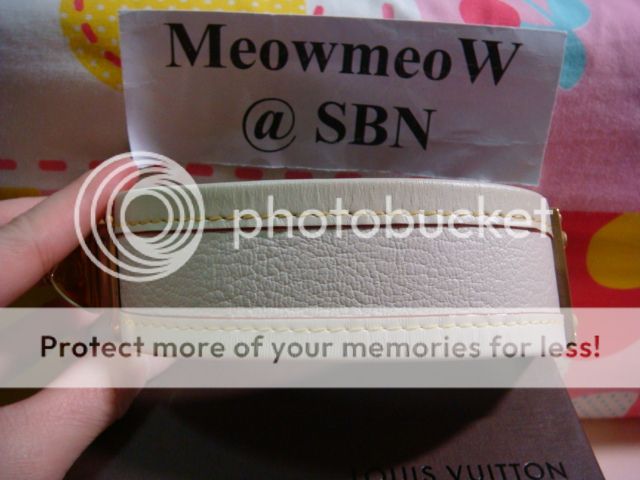 MeowmeoW
@ SBN
photobucket
Protect more of your memories for less!
LOUIS VUITTON